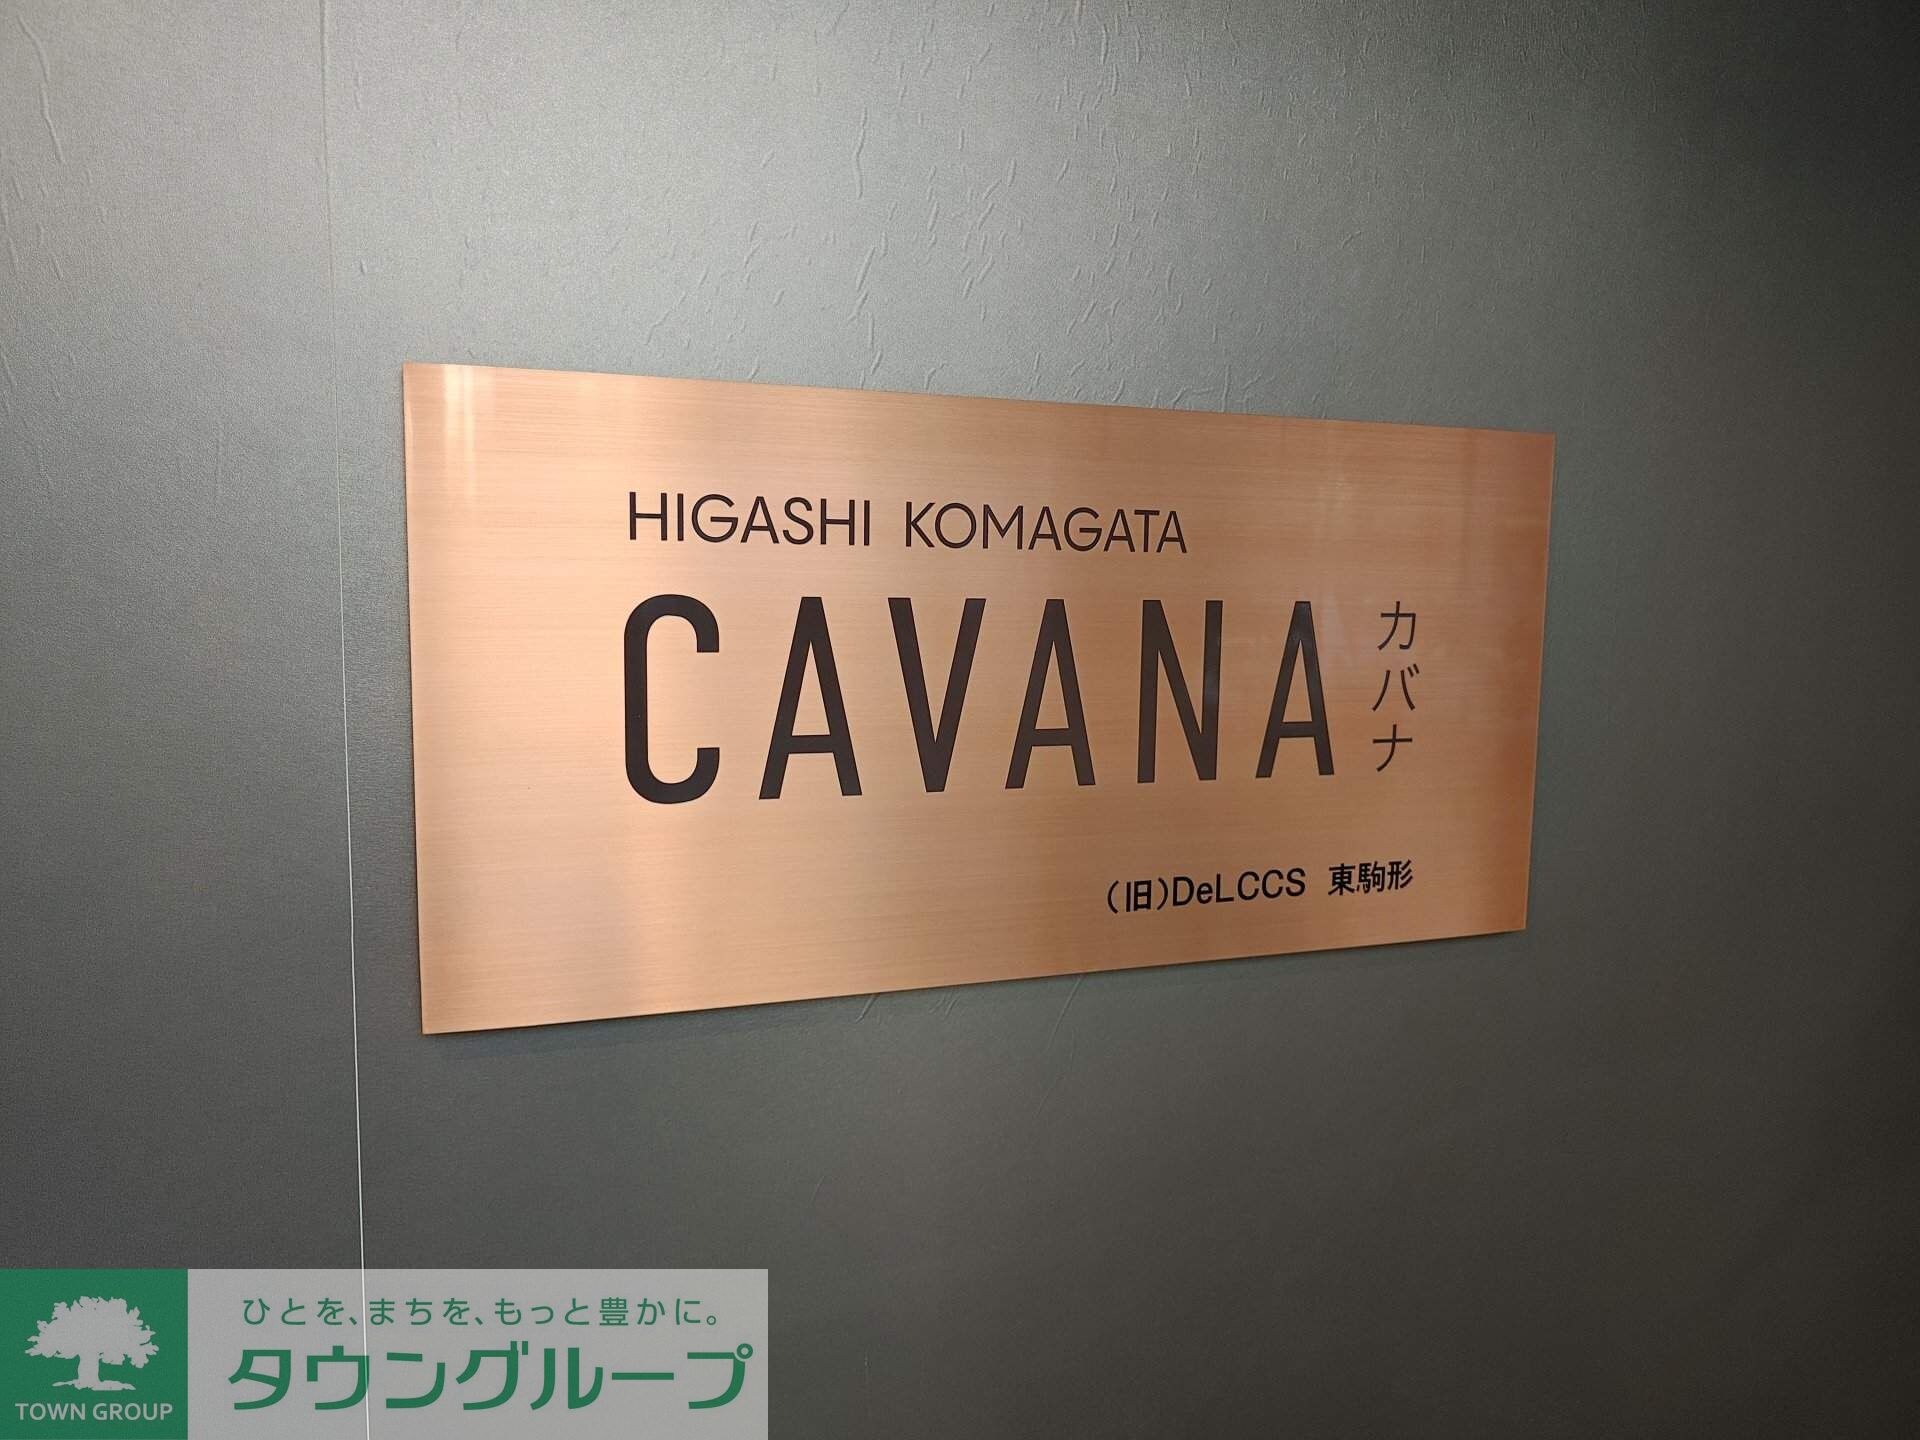 HIGASHI KOMAGATA
CAVANA
カバナ
(旧)DeLCCS 東駒形
ひとを、まちを、もっと豊かに。
タウングループ
TOWN GROUP